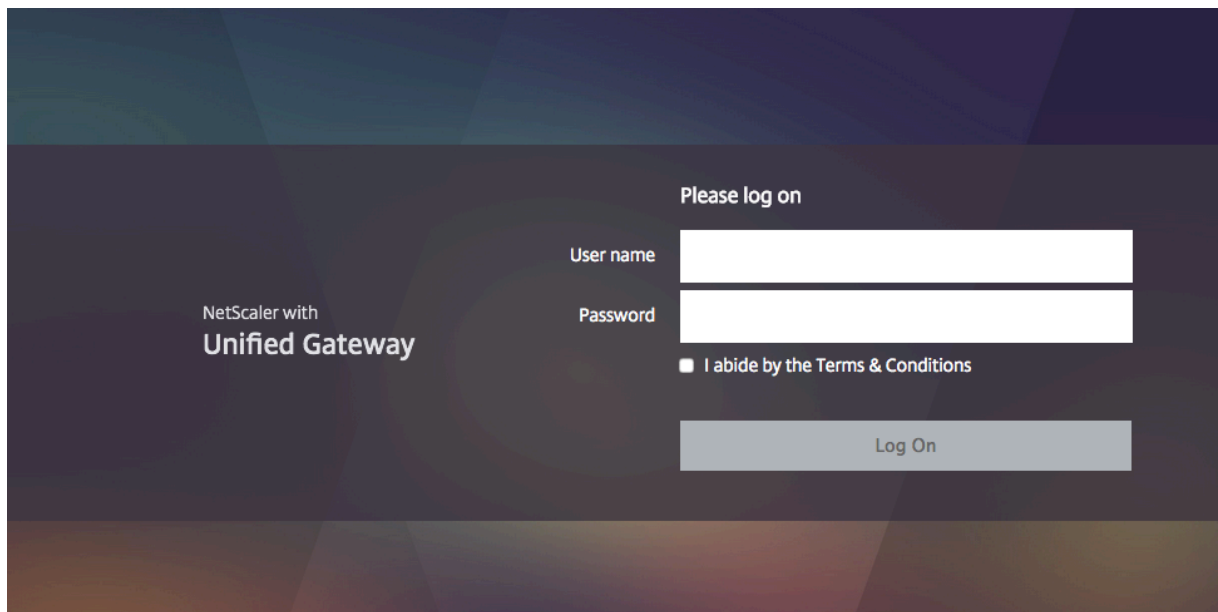 Please log on
User name
Password
NetScaler with
Unified Gateway
I abide by the Terms & Conditions
Log On